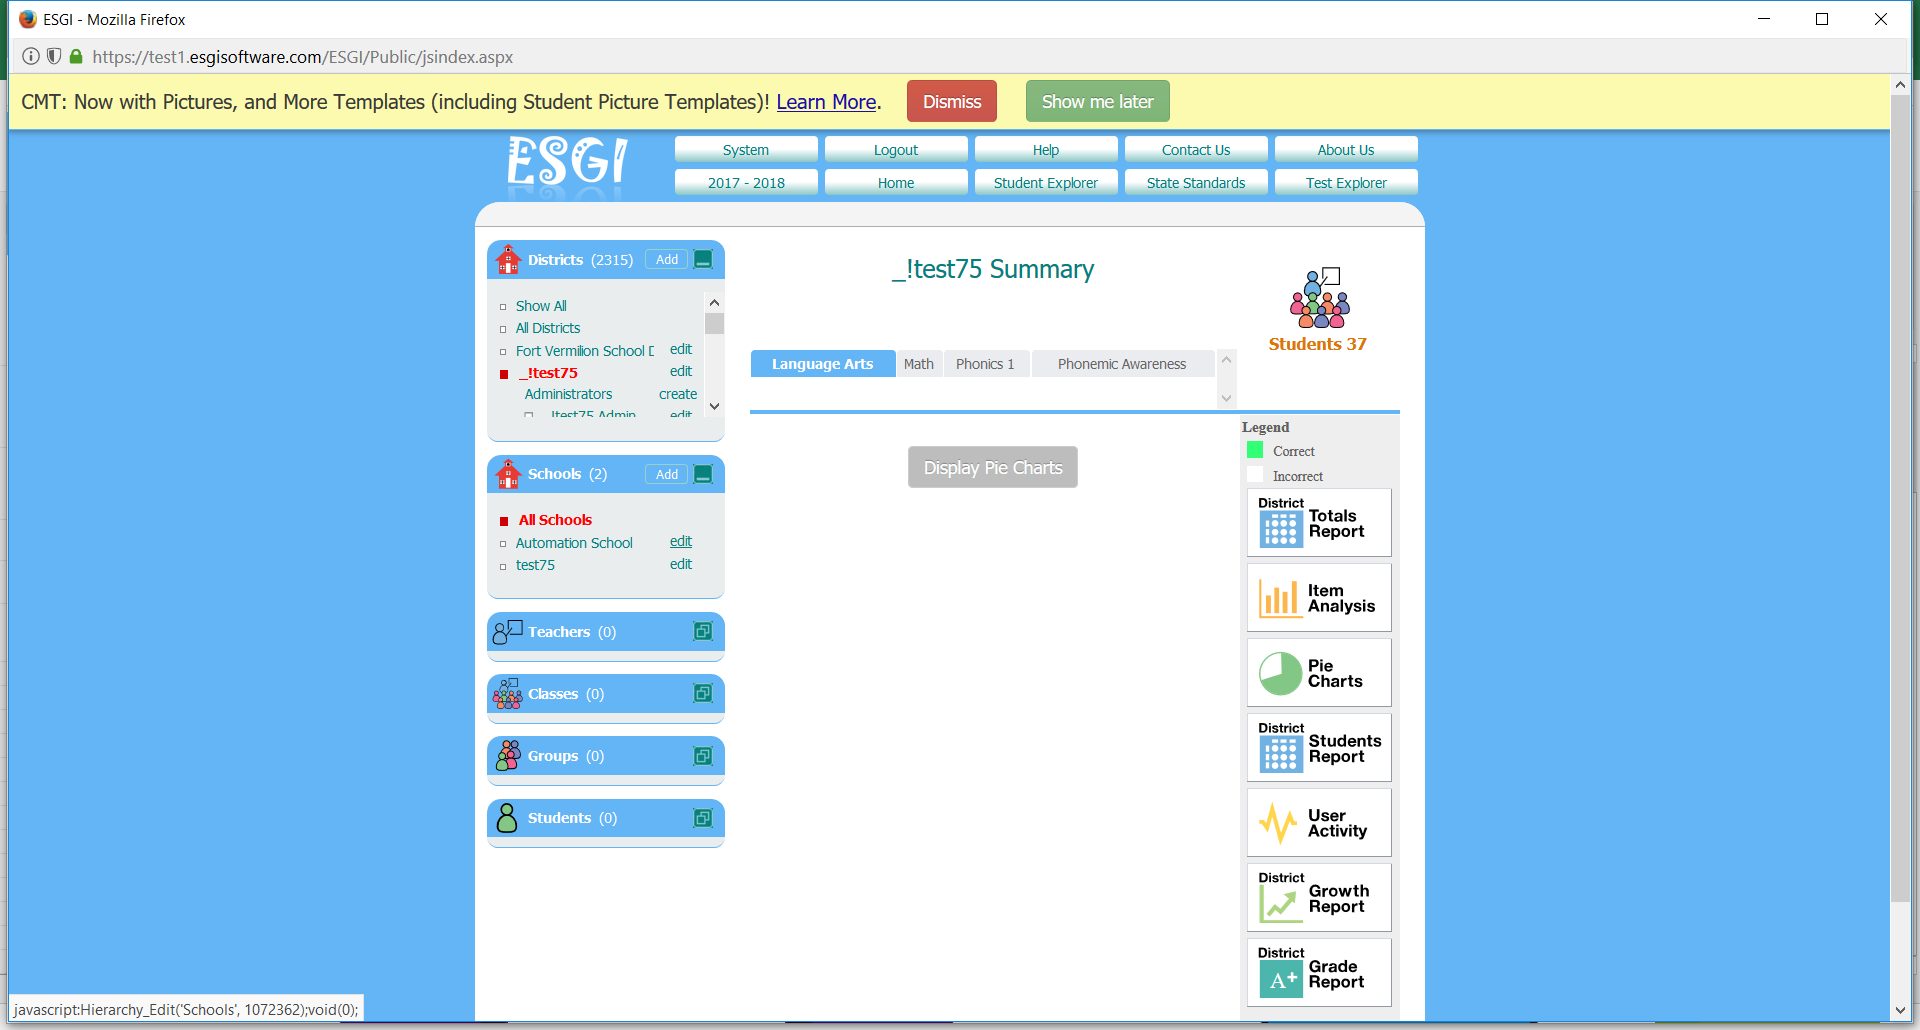 ESGI - Mozilla Firefox
https://test1.esgisoftware.com/ESGI/Public/jsindex.aspx
CMT: Now with Pictures, and More Templates (including Student Picture Templates)! Learn More. Dismiss Show me later
ESGI
System Logout Help Contact Us About Us
2017 - 2018 Home Student Explorer State Standards Test Explorer
Districts (2315) Add
Show All
All Districts
Fort Vermilion School D edit
_!test75 edit
Administrators create
!test75 Admin edit
Schools (2) Add
All Schools
Automation School edit
test75 edit
Teachers (0)
Classes (0)
Groups (0)
Students (0)
_!test75 Summary
Students 37
Language Arts Math Phonics 1 Phonemic Awareness
Display Pie Charts
Legend
Correct
Incorrect
District
Totals
Report
Item
Analysis
Pie
Charts
District
Students
Report
User
Activity
District
Growth
Report
District
A+
Grade
Report
javascript:Hierarchy_Edit('Schools', 1072362);void(0);